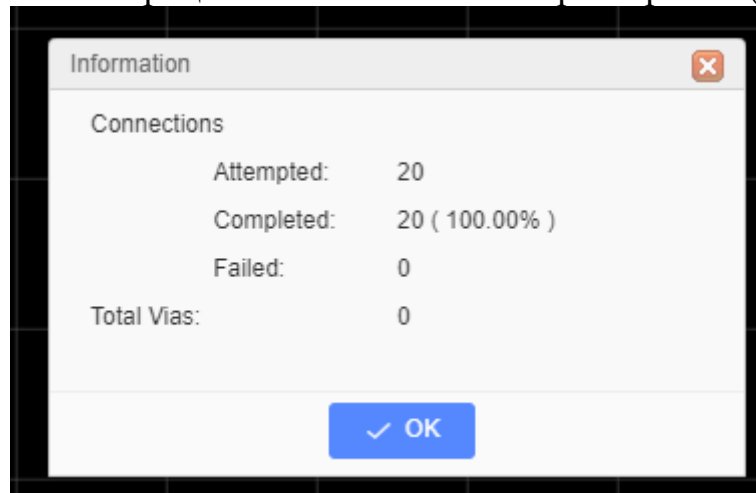 Information
Connections
Attempted: 20
Completed: 20 ( 100.00% )
Failed: 0
Total Vias: 0
OK